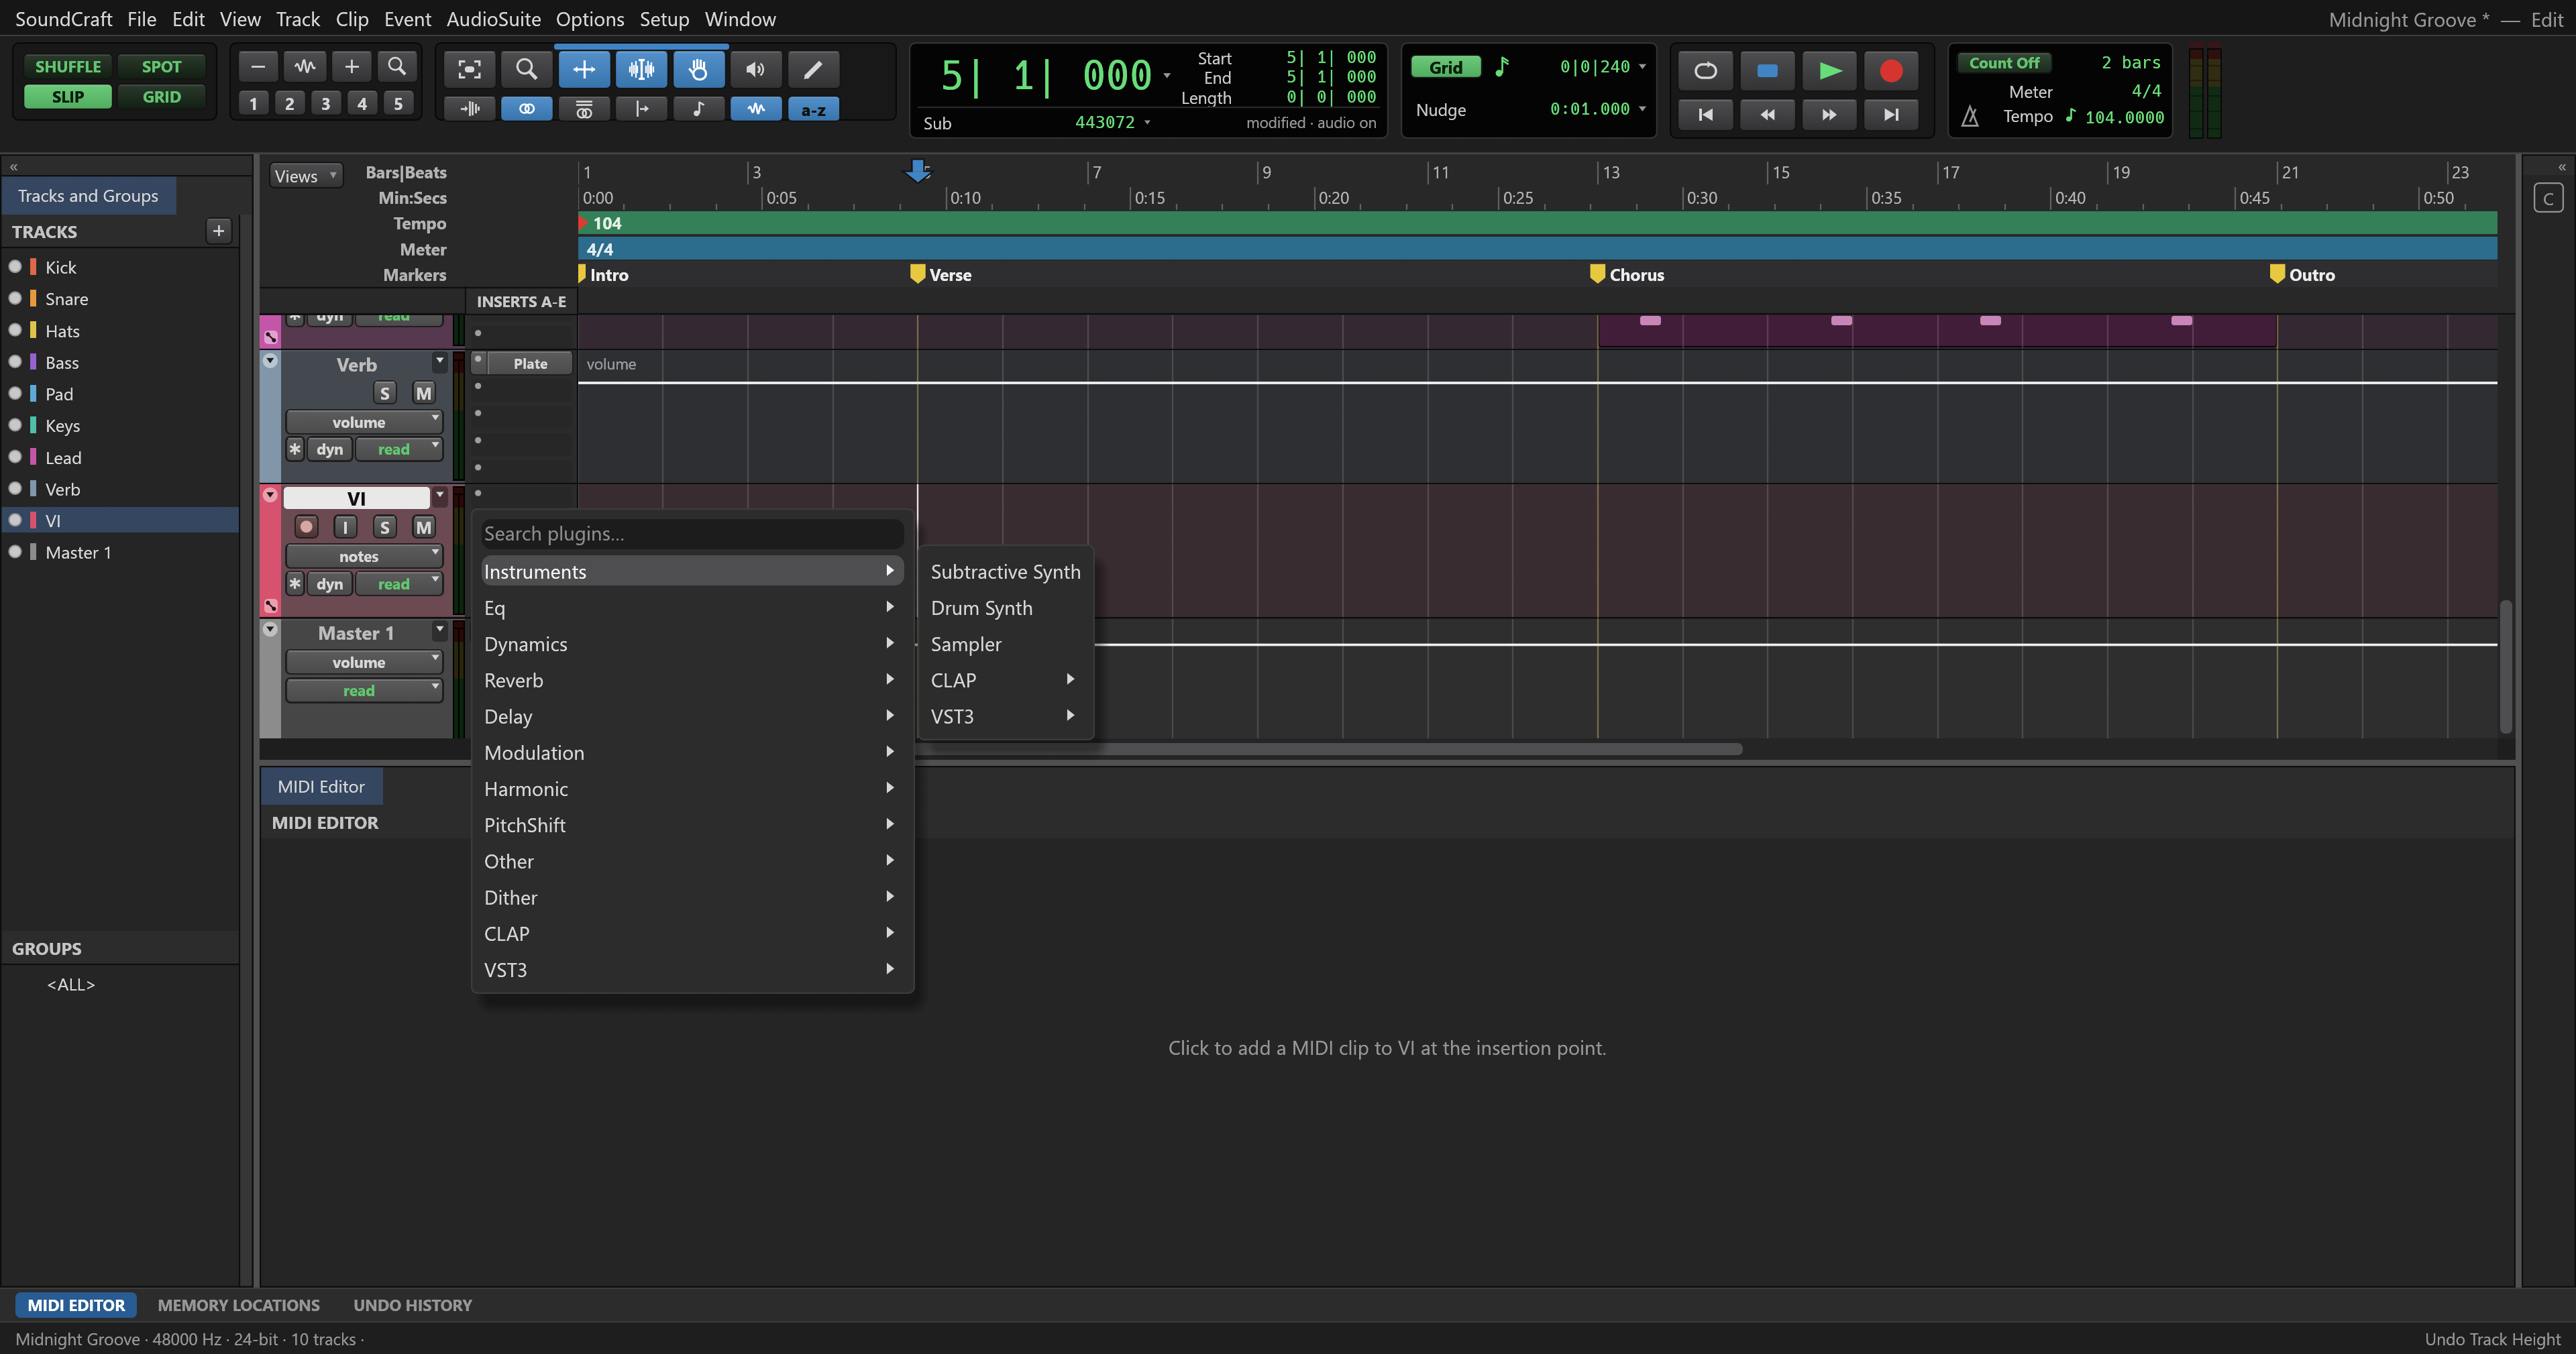 SoundCraft File Edit View Track Clip Event AudioSuite Options Setup Window
Midnight Groove * — Edit
SHUFFLE SPOT
SLIP GRID
1 2 3 4 5
a-z
5| 1| 000
Start 5| 1| 000
End 5| 1| 000
Length 0| 0| 000
Sub 443072
modified · audio on
Grid 0|0|240
Nudge 0:01.000
Count Off 2 bars
Meter 4/4
Tempo 104.0000
«
«
Tracks and Groups
C
TRACKS +
Kick
Snare
Hats
Bass
Pad
Keys
Lead
Verb
VI
Master 1
GROUPS
<ALL>
Views
Bars|Beats 1 3 7 9 11 13 15 17 19 21 23
Min:Secs 0:00 0:05 0:10 0:15 0:20 0:25 0:30 0:35 0:40 0:45 0:50
Tempo 104
Meter 4/4
Markers Intro Verse Chorus Outro
INSERTS A-E
* dyn read
Verb Plate volume
S M
volume
* dyn read
VI
I S M
notes
* dyn read
Master 1
volume
read
Search plugins...
Instruments
Eq
Dynamics
Reverb
Delay
Modulation
Harmonic
PitchShift
Other
Dither
CLAP
VST3
Subtractive Synth
Drum Synth
Sampler
CLAP
VST3
MIDI Editor
MIDI EDITOR
Click to add a MIDI clip to VI at the insertion point.
MIDI EDITOR MEMORY LOCATIONS UNDO HISTORY
Midnight Groove · 48000 Hz · 24-bit · 10 tracks ·
Undo Track Height